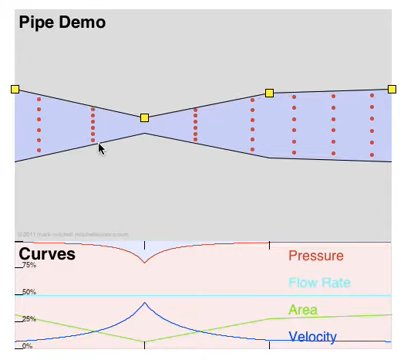 Pipe Demo
Curves
Pressure
75%
Flow Rate
50%
Area
25%
Velocity
0%